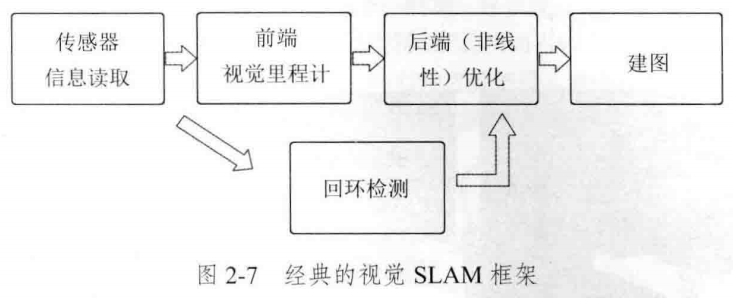 传感器
信息读取
前端
视觉里程计
后端（非线
性）优化
建图
回环检测
图 2-7 经典的视觉 SLAM 框架